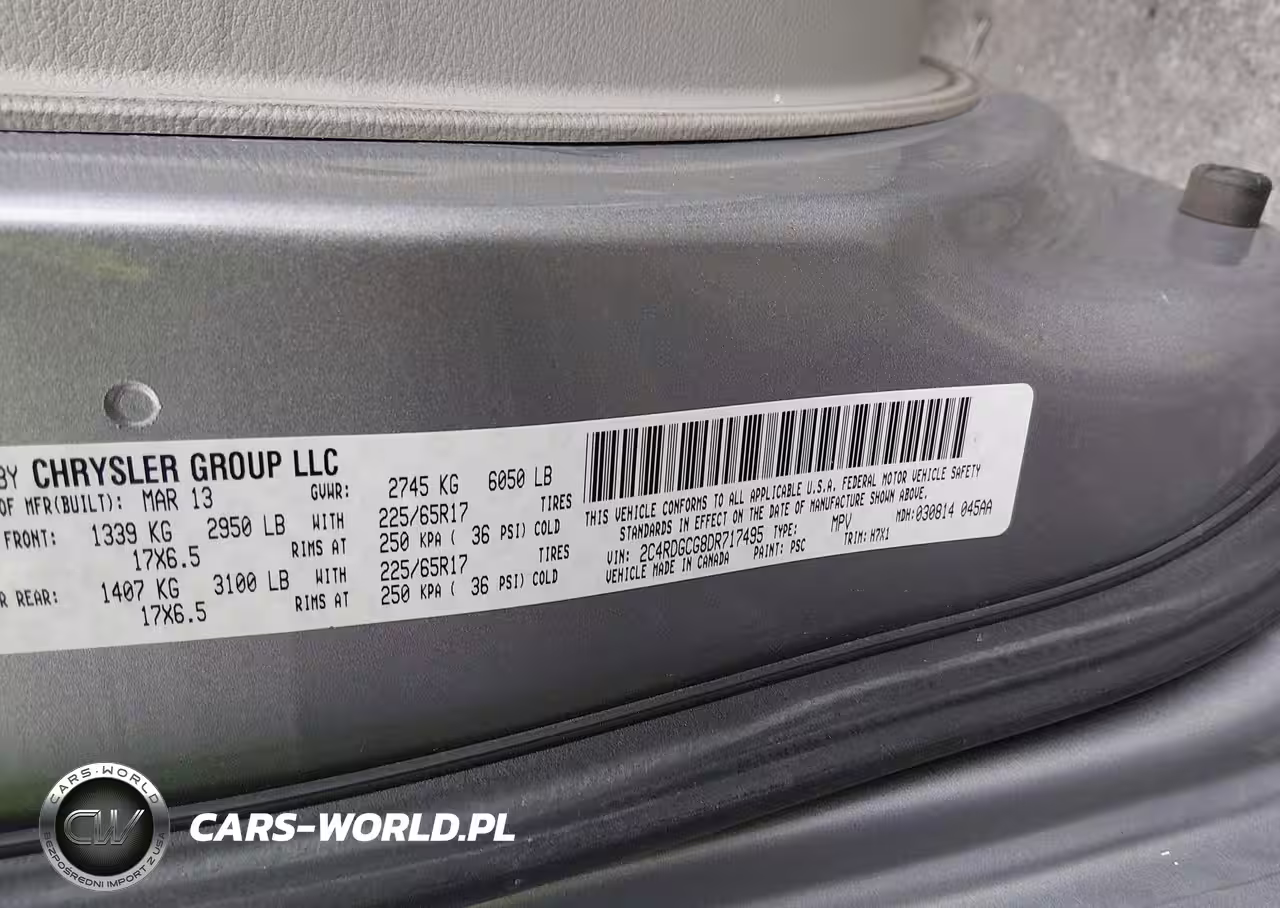 BY CHRYSLER GROUP LLC
OF MFR(BUILT): MAR 13 GVWR: 2745 KG 6050 LB
FRONT: 1339 KG 2950 LB WITH 225/65R17 TIRES
17X6.5 RIMS AT 250 KPA ( 36 PSI) COLD
R REAR: 1407 KG 3100 LB WITH 225/65R17 TIRES
17X6.5 RIMS AT 250 KPA ( 36 PSI) COLD
THIS VEHICLE CONFORMS TO ALL APPLICABLE U.S.A. FEDERAL MOTOR VEHICLE SAFETY
STANDARDS IN EFFECT ON THE DATE OF MANUFACTURE SHOWN ABOVE.
VIN: 2C4RDGCG8DR717495 TYPE: MPV MDH:030814 045AA
VEHICLE MADE IN CANADA PAINT: PSC TRIM: H7X1
CARS-WORLD
CW
BEZPOŚREDNI IMPORT Z USA
CARS-WORLD.PL